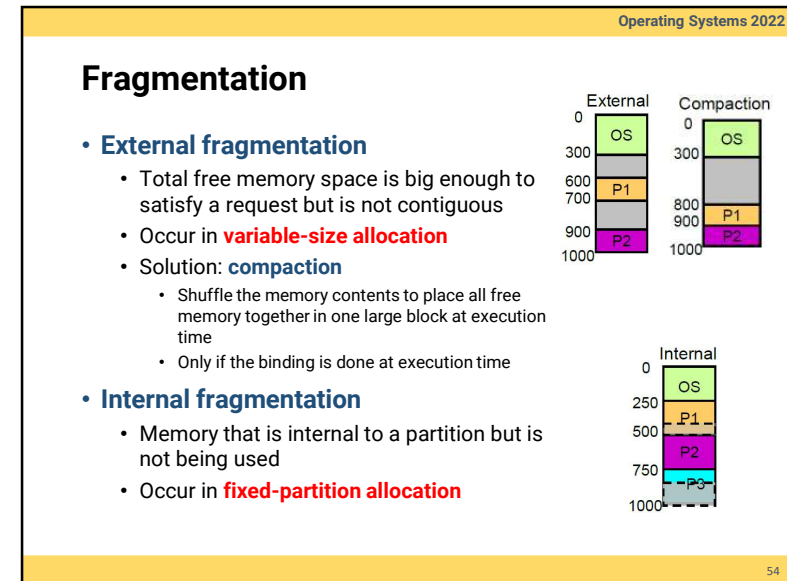 Operating Systems 2022
Fragmentation
• External fragmentation
• Total free memory space is big enough to
satisfy a request but is not contiguous
• Occur in variable-size allocation
• Solution: compaction
• Shuffle the memory contents to place all free
memory together in one large block at execution
time
• Only if the binding is done at execution time
• Internal fragmentation
• Memory that is internal to a partition but is
not being used
• Occur in fixed-partition allocation
External
0
OS
300
600
P1
700
900
P2
1000
Compaction
0
OS
300
800
P1
900
P2
1000
Internal
0
OS
250
P1
500
P2
750
P3
1000
54